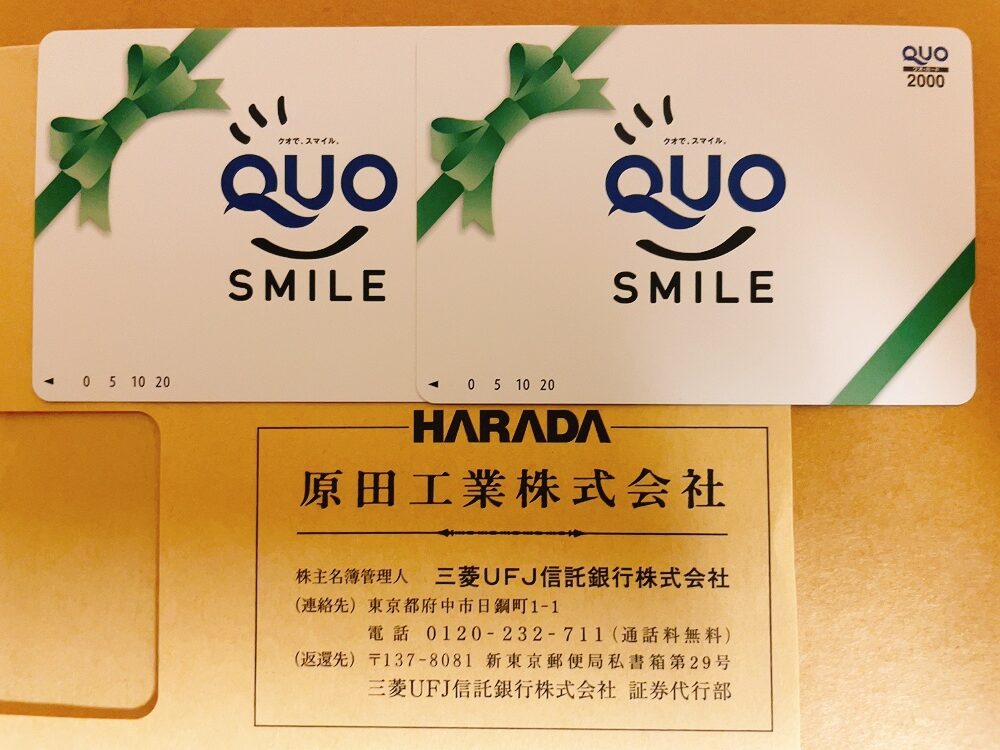 クオで、スマイル。
QUO
SMILE
◄ 0 5 10 20
QUO
クオ・カード
2000
クオで、スマイル。
QUO
SMILE
◄ 0 5 10 20
HARADA
原田工業株式会社
株主名簿管理人 三菱UFJ信託銀行株式会社
(連絡先) 東京都府中市日鋼町1-1
電話 0120-232-711(通話料無料)
(返還先) 〒137-8081 新東京郵便局私書箱第29号
三菱UFJ信託銀行株式会社 証券代行部